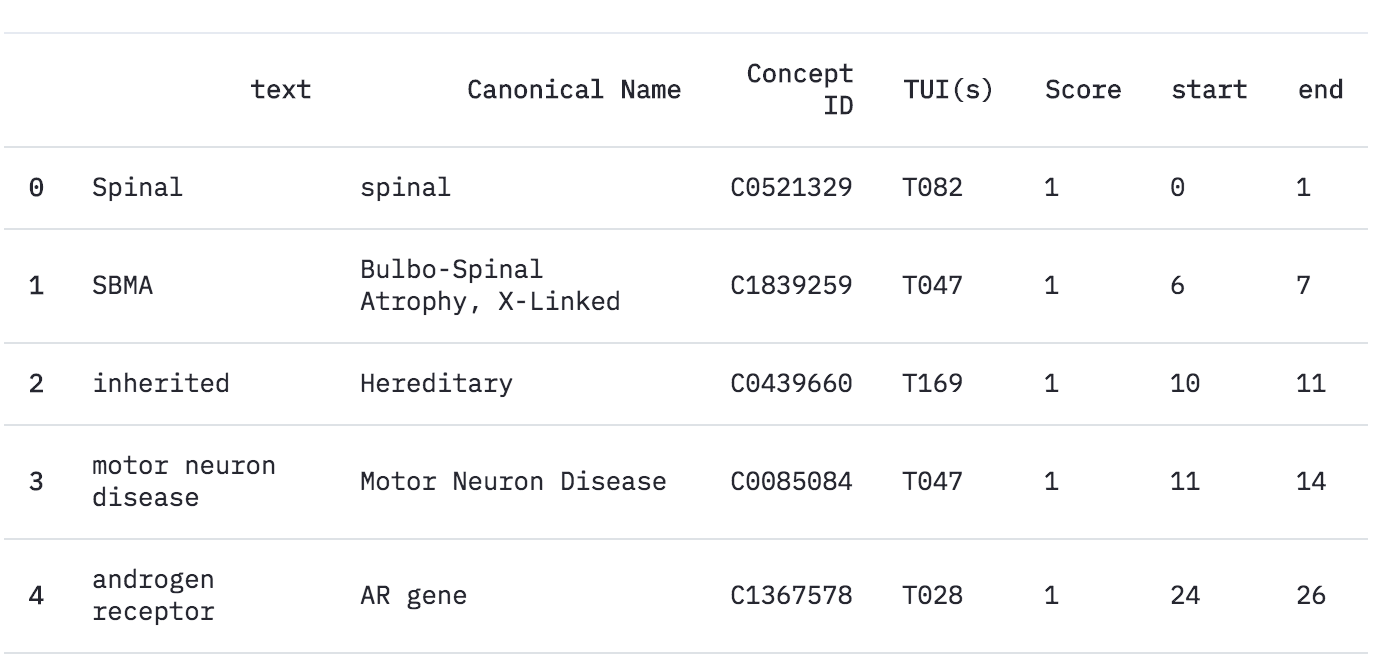 text Canonical Name Concept ID TUI(s) Score start end
0 Spinal spinal C0521329 T082 1 0 1
1 SBMA Bulbo-Spinal Atrophy, X-Linked C1839259 T047 1 6 7
2 inherited Hereditary C0439660 T169 1 10 11
3 motor neuron disease Motor Neuron Disease C0085084 T047 1 11 14
4 androgen receptor AR gene C1367578 T028 1 24 26